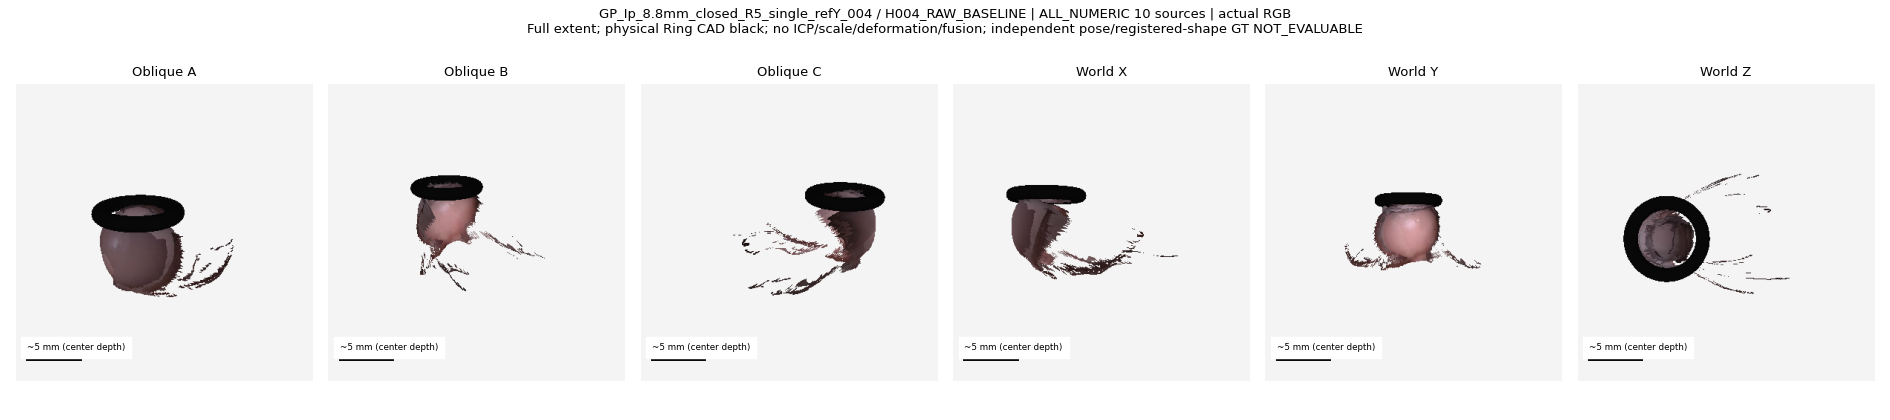 GP_Ip_8.8mm_closed_R5_single_refY_004 / H004_RAW_BASELINE | ALL_NUMERIC 10 sources | actual RGB
Full extent; physical Ring CAD black; no ICP/scale/deformation/fusion; independent pose/registered-shape GT NOT_EVALUABLE
Oblique A
Oblique B
Oblique C
World X
World Y
World Z
~5 mm (center depth)
~5 mm (center depth)
~5 mm (center depth)
~5 mm (center depth)
~5 mm (center depth)
~5 mm (center depth)